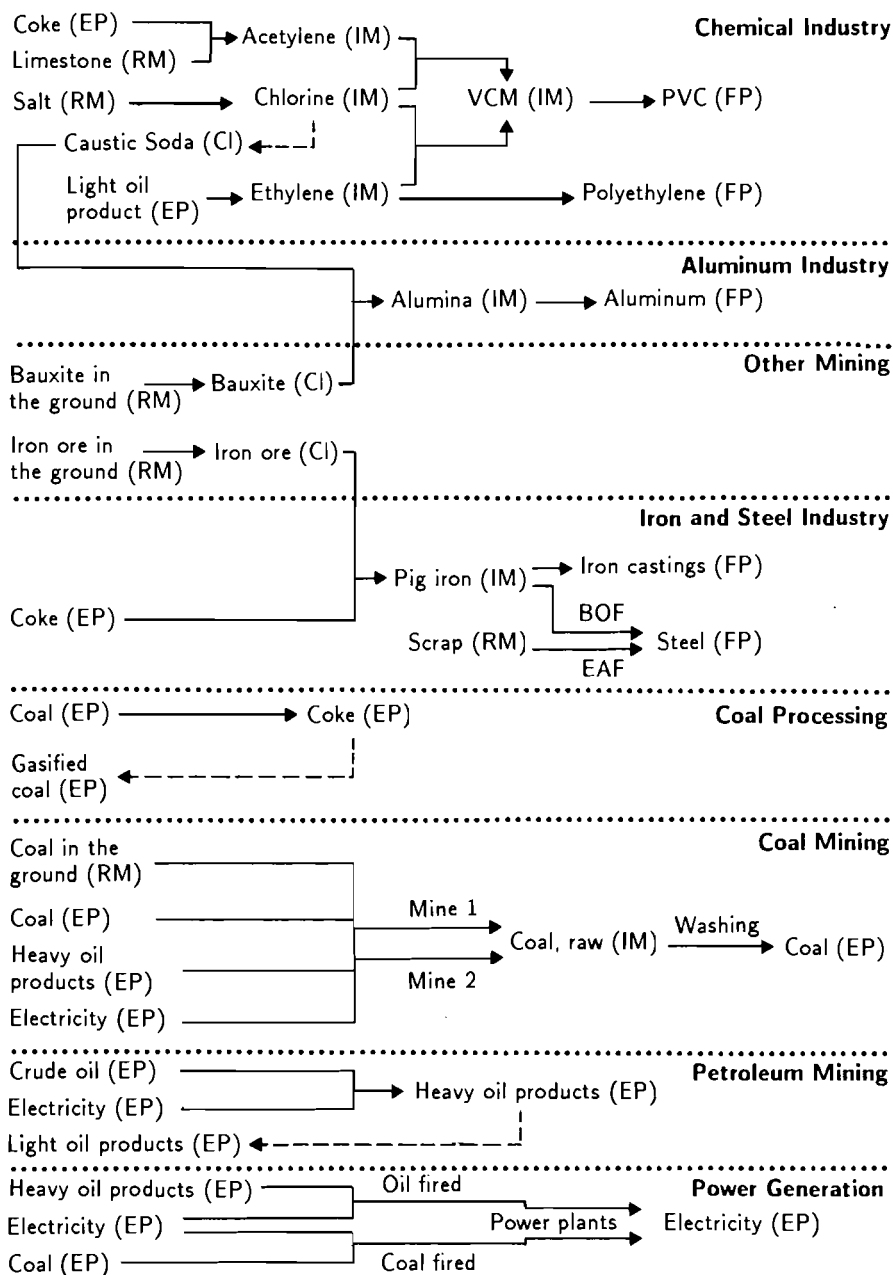 Coke (EP)
Limestone (RM)
Acetylene (IM)
Chemical Industry
Salt (RM)
Chlorine (IM)
VCM (IM)
PVC (FP)
Caustic Soda (CI)
Light oil
product (EP)
Ethylene (IM)
Polyethylene (FP)
Aluminum Industry
Alumina (IM)
Aluminum (FP)
Other Mining
Bauxite in
the ground (RM)
Bauxite (CI)
Iron ore in
the ground (RM)
Iron ore (CI)
Iron and Steel Industry
Pig iron (IM)
Iron castings (FP)
Coke (EP)
BOF
Scrap (RM)
Steel (FP)
EAF
Coal (EP)
Coke (EP)
Coal Processing
Gasified
coal (EP)
Coal Mining
Coal in the
ground (RM)
Coal (EP)
Mine 1
Heavy oil
products (EP)
Mine 2
Coal, raw (IM)
Washing
Coal (EP)
Electricity (EP)
Crude oil (EP)
Petroleum Mining
Electricity (EP)
Heavy oil products (EP)
Light oil products (EP)
Heavy oil products (EP)
Oil fired
Power Generation
Electricity (EP)
Power plants
Electricity (EP)
Coal (EP)
Coal fired